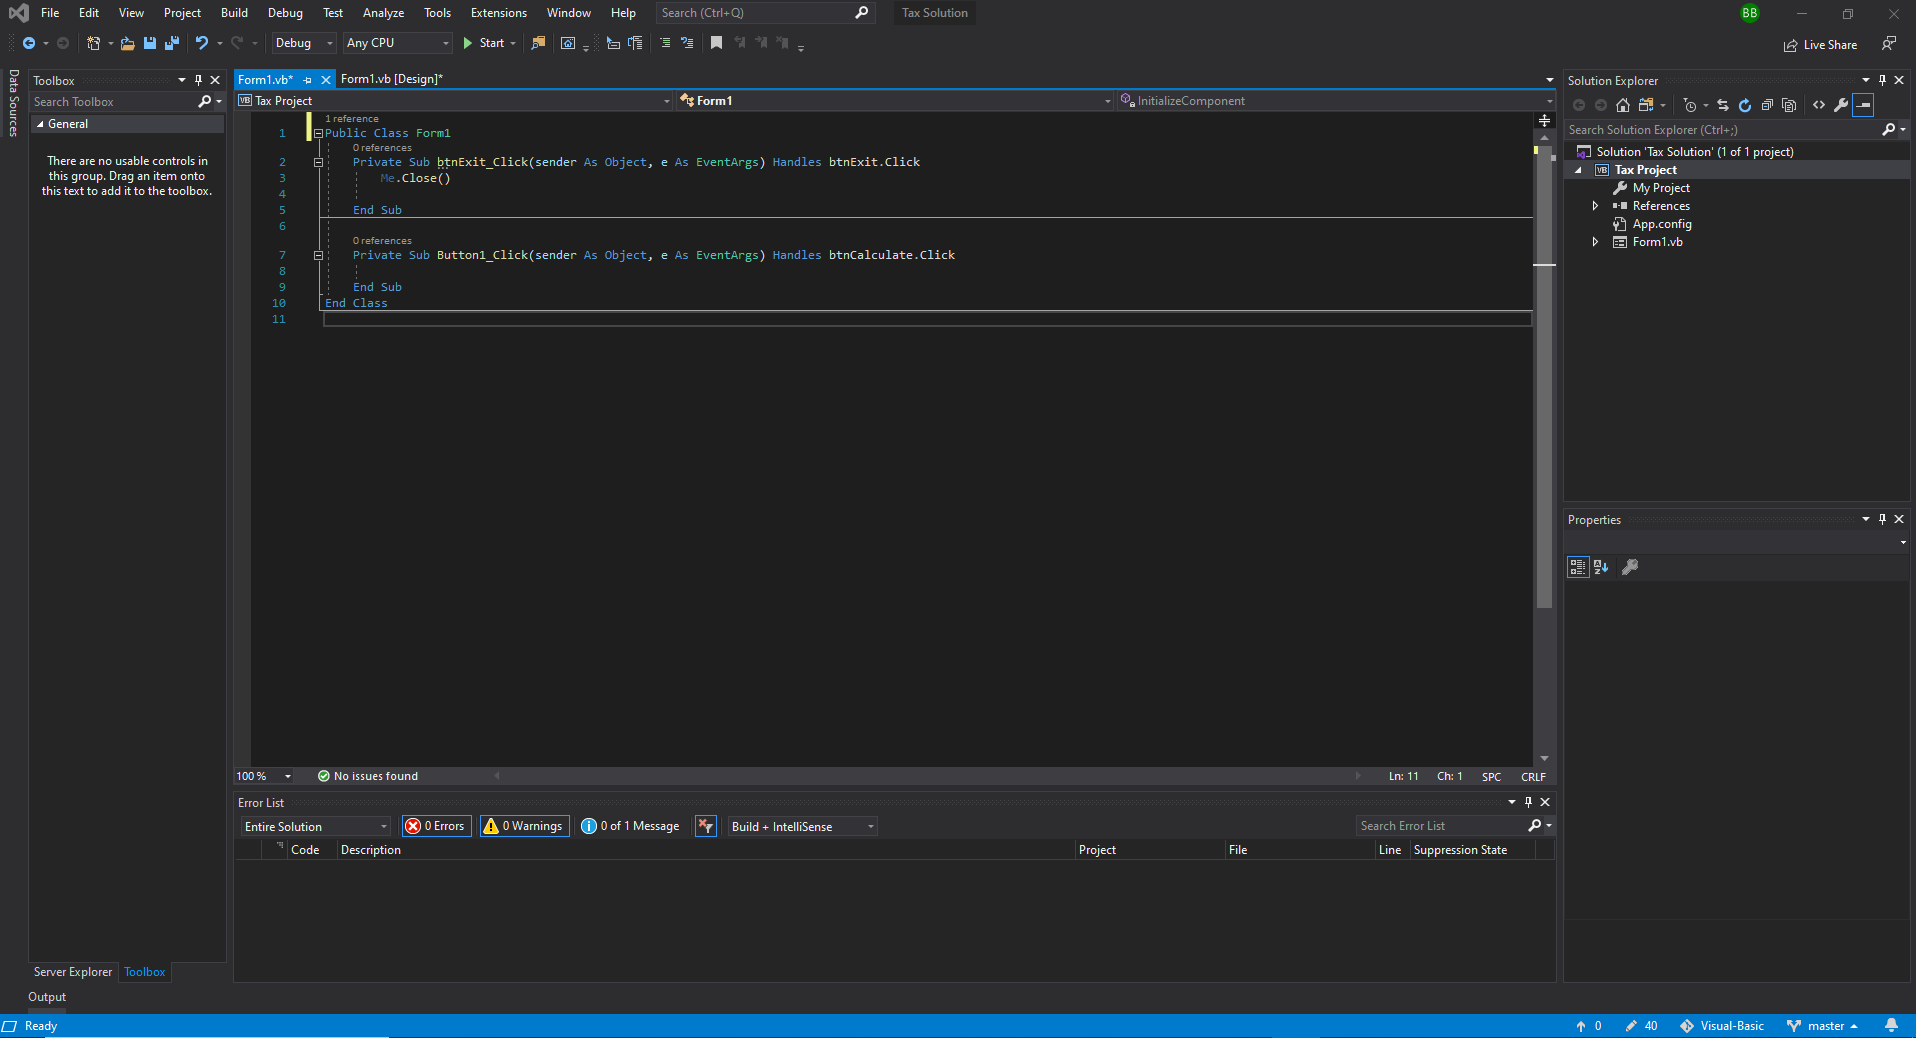 File Edit View Project Build Debug Test Analyze Tools Extensions Window Help Search (Ctrl+Q) Tax Solution BB
Debug Any CPU Start Live Share
Data Sources
Toolbox
Search Toolbox
General
There are no usable controls in
this group. Drag an item onto
this text to add it to the toolbox.
Server Explorer Toolbox
Output
Form1.vb* Form1.vb [Design]*
VB Tax Project Form1 InitializeComponent
1 reference
1 Public Class Form1
0 references
2 Private Sub btnExit_Click(sender As Object, e As EventArgs) Handles btnExit.Click
3 Me.Close()
4
5 End Sub
6
0 references
7 Private Sub Button1_Click(sender As Object, e As EventArgs) Handles btnCalculate.Click
8
9 End Sub
10 End Class
11
100 % No issues found Ln: 11 Ch: 1 SPC CRLF
Error List
Entire Solution 0 Errors 0 Warnings 0 of 1 Message Build + IntelliSense Search Error List
Code Description Project File Line Suppression State
Solution Explorer
Search Solution Explorer (Ctrl+;)
Solution 'Tax Solution' (1 of 1 project)
VB Tax Project
My Project
References
App.config
Form1.vb
Properties
Ready 0 40 Visual-Basic master